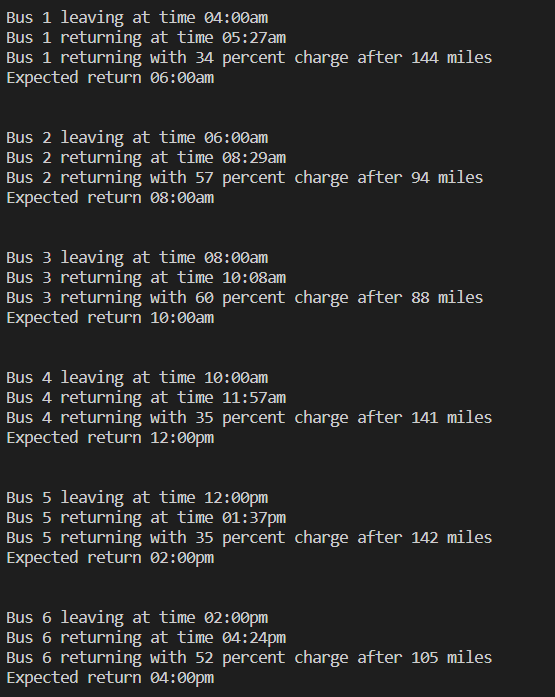 Bus 1 leaving at time 04:00am
Bus 1 returning at time 05:27am
Bus 1 returning with 34 percent charge after 144 miles
Expected return 06:00am
Bus 2 leaving at time 06:00am
Bus 2 returning at time 08:29am
Bus 2 returning with 57 percent charge after 94 miles
Expected return 08:00am
Bus 3 leaving at time 08:00am
Bus 3 returning at time 10:08am
Bus 3 returning with 60 percent charge after 88 miles
Expected return 10:00am
Bus 4 leaving at time 10:00am
Bus 4 returning at time 11:57am
Bus 4 returning with 35 percent charge after 141 miles
Expected return 12:00pm
Bus 5 leaving at time 12:00pm
Bus 5 returning at time 01:37pm
Bus 5 returning with 35 percent charge after 142 miles
Expected return 02:00pm
Bus 6 leaving at time 02:00pm
Bus 6 returning at time 04:24pm
Bus 6 returning with 52 percent charge after 105 miles
Expected return 04:00pm